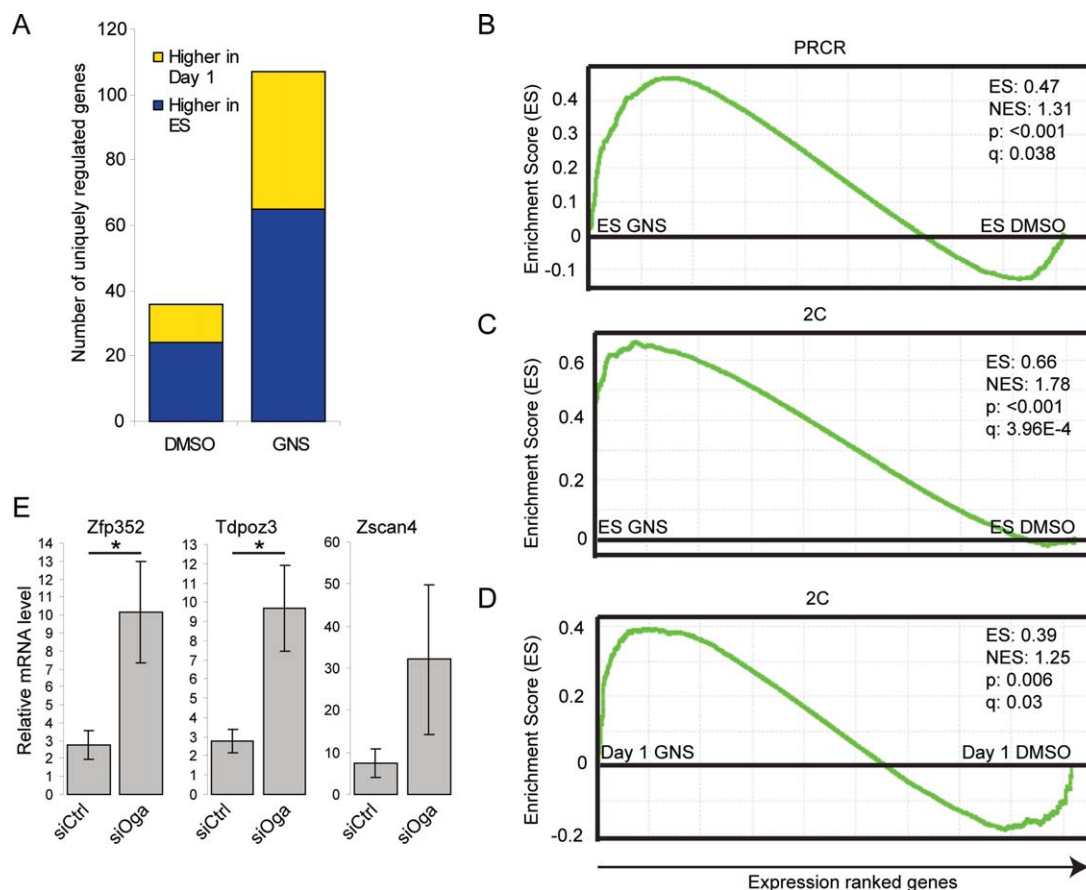 A
Number of uniquely regulated genes
120
100
80
60
40
20
0
Higher in
Day 1
Higher in
ES
DMSO
GNS
B
PRCR
Enrichment Score (ES)
0.4
0.3
0.2
0.1
0
-0.1
ES: 0.47
NES: 1.31
p: <0.001
q: 0.038
ES GNS
ES DMSO
C
2C
Enrichment Score (ES)
0.6
0.4
0.2
0
ES: 0.66
NES: 1.78
p: <0.001
q: 3.96E-4
ES GNS
ES DMSO
D
2C
Enrichment Score (ES)
0.4
0.2
0
-0.2
ES: 0.39
NES: 1.25
p: 0.006
q: 0.03
Day 1 GNS
Day 1 DMSO
Expression ranked genes
E
Relative mRNA level
Zfp352
14
13
12
11
10
9
8
7
6
5
4
3
2
1
0
*
siCtrl
siOga
Tdpoz3
13
12
11
10
9
8
7
6
5
4
3
2
1
0
*
siCtrl
siOga
Zscan4
60
50
40
30
20
10
0
siCtrl
siOga